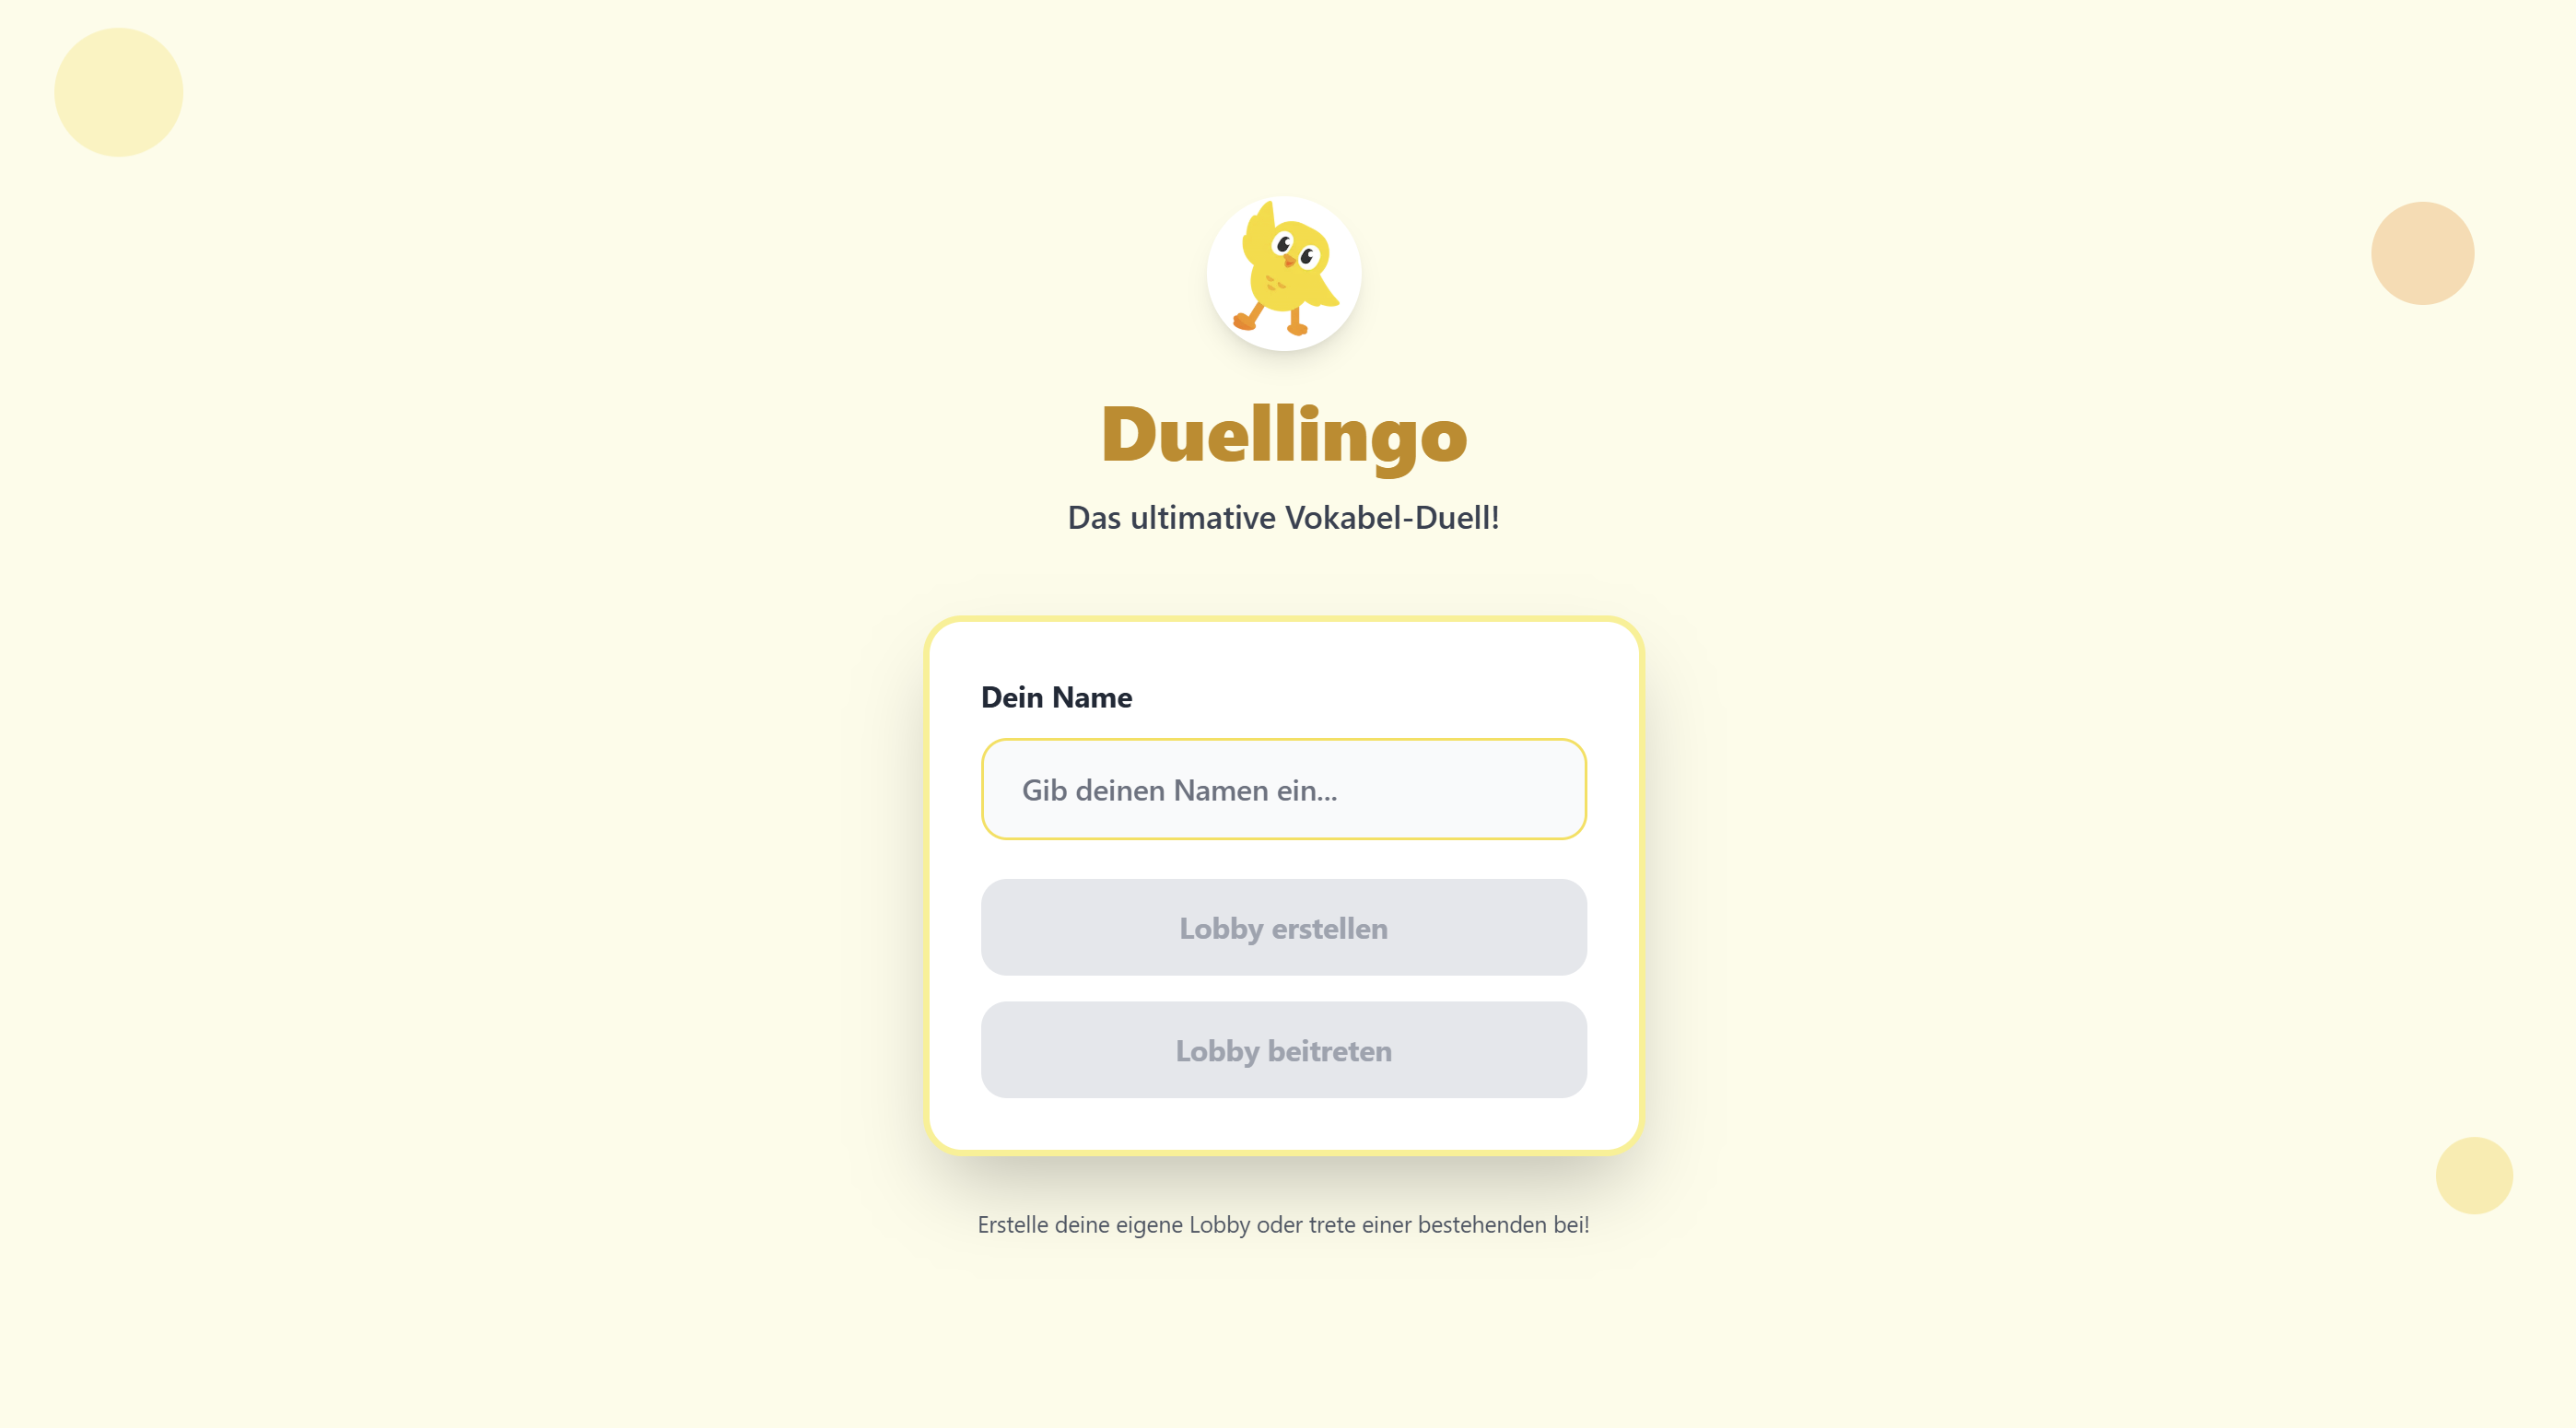 Duellingo
Das ultimative Vokabel-Duell!
Dein Name
Gib deinen Namen ein...
Lobby erstellen
Lobby beitreten
Erstelle deine eigene Lobby oder trete einer bestehenden bei!